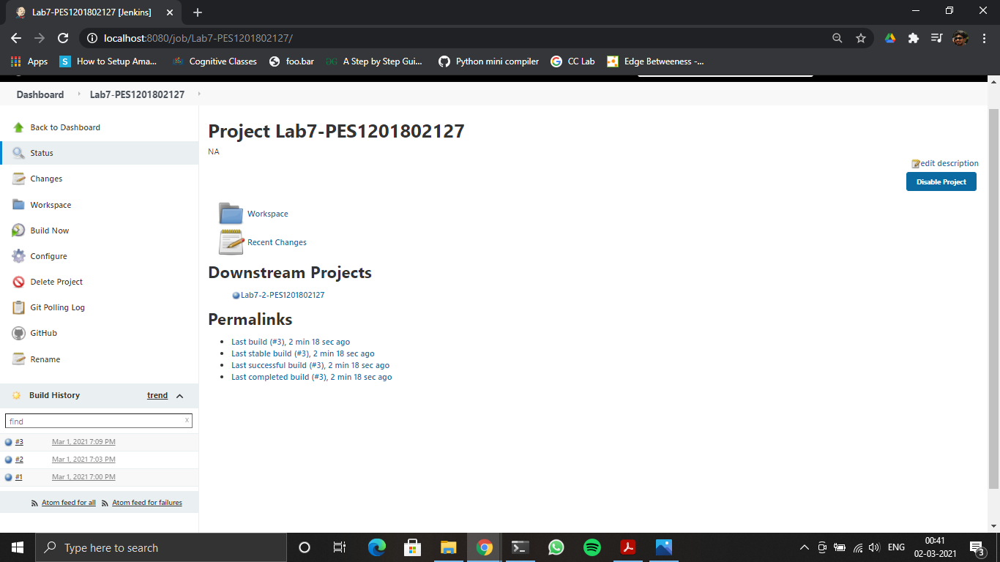 Lab7-PES1201802127 [Jenkins]
localhost:8080/job/Lab7-PES1201802127/
Apps
How to Setup Ama...
Cognitive Classes
foo.bar
A Step by Step Gui...
Python mini compiler
CC Lab
Edge Betweeness -...
Dashboard
Lab7-PES1201802127
Back to Dashboard
Status
Changes
Workspace
Build Now
Configure
Delete Project
Git Polling Log
GitHub
Rename
Build History
trend
find
x
#3 Mar 1, 2021 7:09 PM
#2 Mar 1, 2021 7:03 PM
#1 Mar 1, 2021 7:00 PM
Atom feed for all
Atom feed for failures
Project Lab7-PES1201802127
NA
edit description
Disable Project
Workspace
Recent Changes
Downstream Projects
Lab7-2-PES1201802127
Permalinks
Last build (#3), 2 min 18 sec ago
Last stable build (#3), 2 min 18 sec ago
Last successful build (#3), 2 min 18 sec ago
Last completed build (#3), 2 min 18 sec ago
Type here to search
ENG
00:41
02-03-2021
3